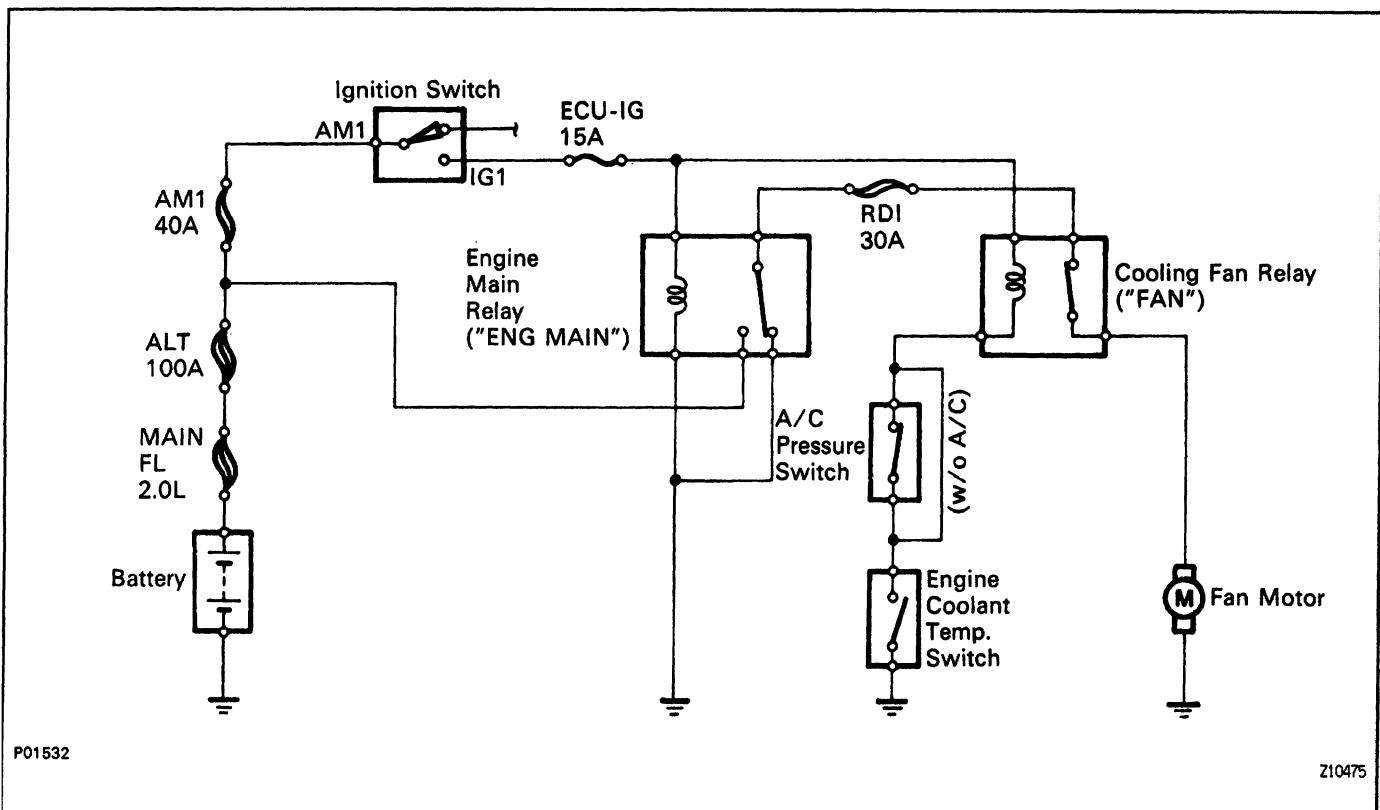 Ignition Switch
AM1
IG1
ECU-IG
15A
AM1
40A
RDI
30A
Engine
Main
Relay
("ENG MAIN")
Cooling Fan Relay
("FAN")
ALT
100A
MAIN
FL
2.0L
A/C
Pressure
Switch
(w/o A/C)
Battery
Engine
Coolant
Temp.
Switch
M
Fan Motor
P01532
Z10475